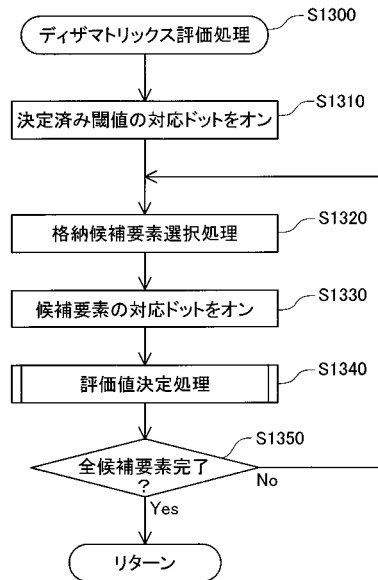 ディザマトリックス評価処理
S1300
決定済み閾値の対応ドットをオン
S1310
格納候補要素選択処理
S1320
候補要素の対応ドットをオン
S1330
評価値決定処理
S1340
全候補要素完了
?
S1350
No
Yes
リターン